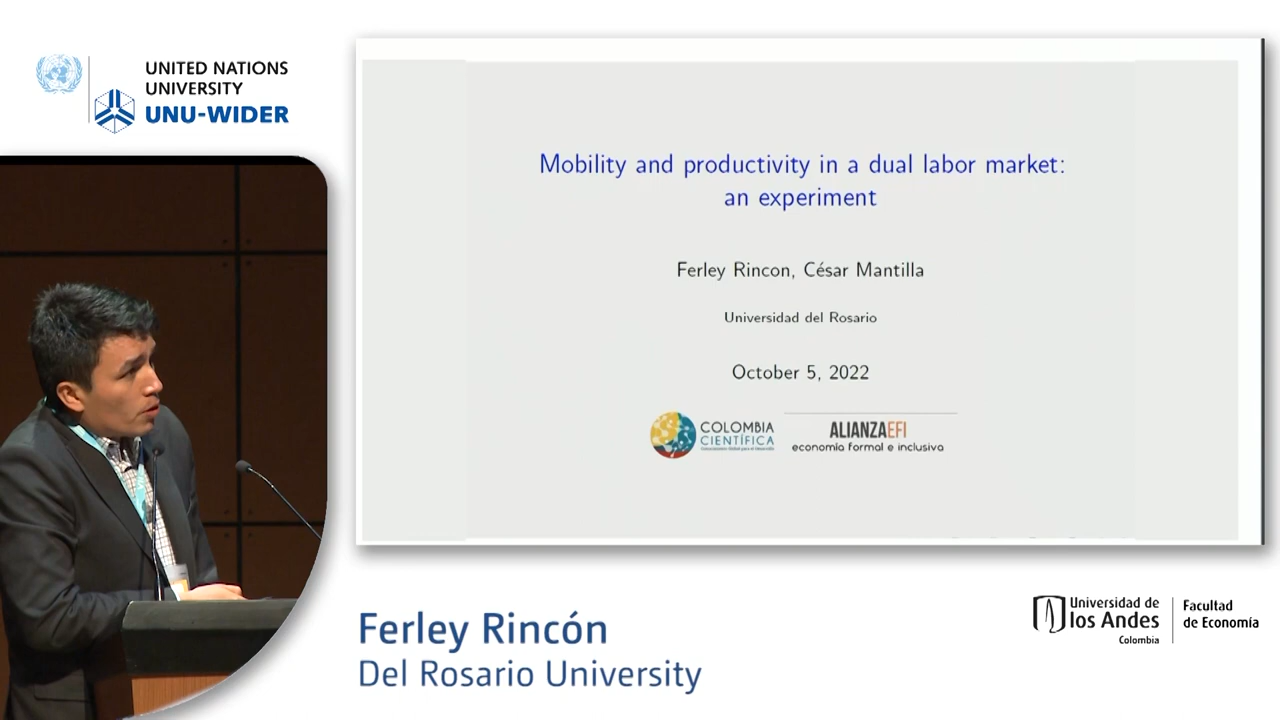 UNITED NATIONS
UNIVERSITY
UNU-WIDER
Mobility and productivity in a dual labor market:
an experiment
Ferley Rincon, César Mantilla
Universidad del Rosario
October 5, 2022
COLOMBIA
CIENTÍFICA
ALIANZAEFI
economía formal e inclusiva
Ferley Rincón
Del Rosario University
Universidad de
los Andes
Colombia
Facultad
de Economía